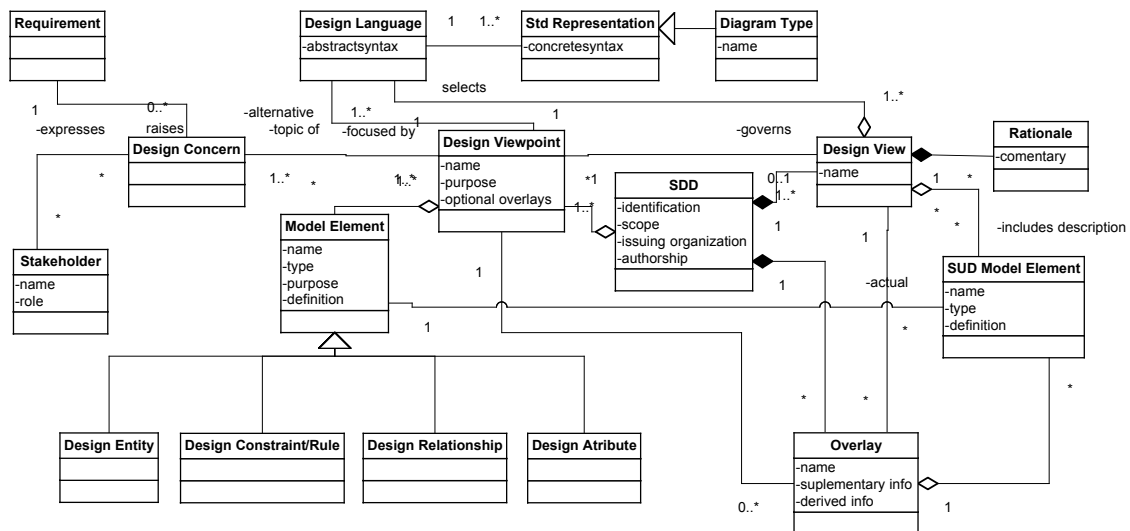 Requirement
Design Language
-abstractsyntax
1
1..*
Std Representation
-concretesyntax
Diagram Type
-name
selects
1
0..*
-expresses
raises
-alternative
-topic of
1..*
-focused by
1
1
-governs
1..*
Design Concern
Design Viewpoint
-name
-purpose
-optional overlays
Design View
-name
Rationale
-comentary
*
1..*
*
1..*
*
1
0..1
1..*
1
*
*
*
-includes description
SDD
-identification
-scope
-issuing organization
-authorship
1..*
1
1
Stakeholder
-name
-role
Model Element
-name
-type
-purpose
-definition
1
1
1
-actual
*
SUD Model Element
-name
-type
-definition
*
*
*
Design Entity
Design Constraint/Rule
Design Relationship
Design Atribute
Overlay
-name
-suplementary info
-derived info
0..*
1